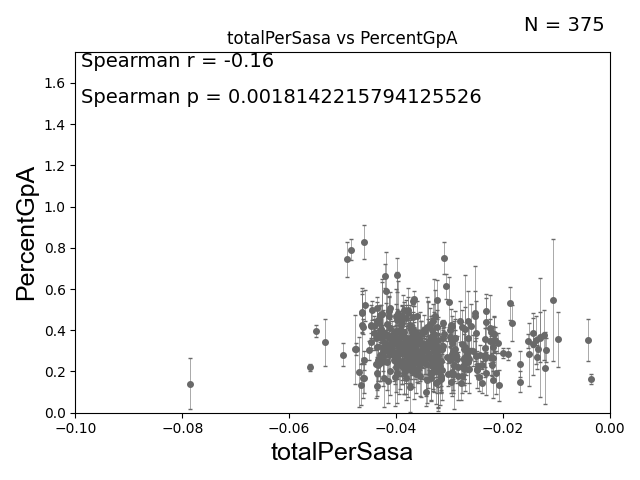 N = 375
totalPerSasa vs PercentGpA
Spearman r = -0.16
Spearman p = 0.0018142215794125526
PercentGpA
1.6
1.4
1.2
1.0
0.8
0.6
0.4
0.2
0.0
−0.10 −0.08 −0.06 −0.04 −0.02 0.00
totalPerSasa